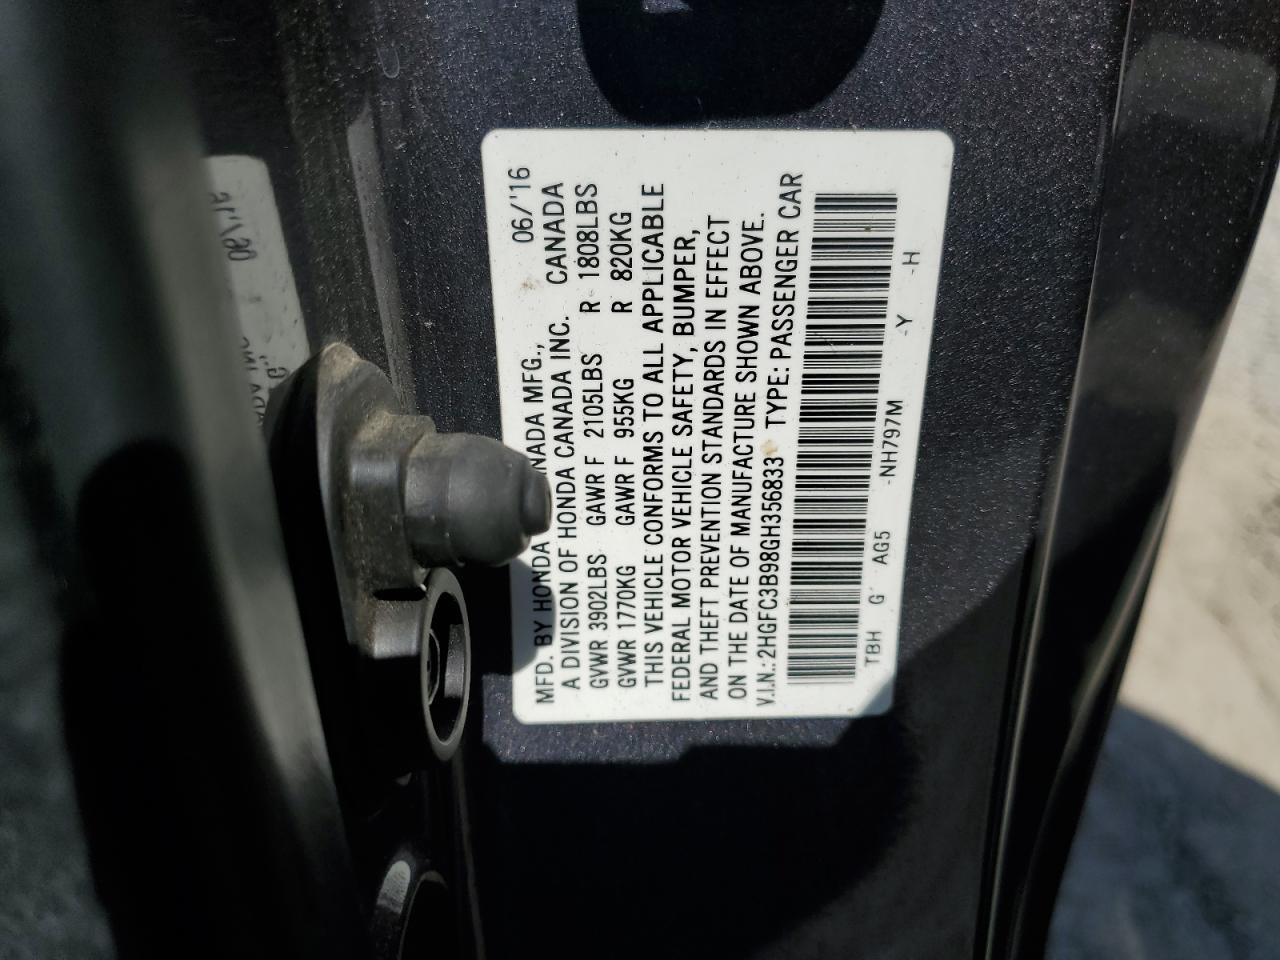 06/'16
MFD. BY HONDA CANADA MFG.,
A DIVISION OF HONDA CANADA INC. CANADA
GVWR 3902LBS GAWR F 2105LBS R 1808LBS
GVWR 1770KG GAWR F 955KG R 820KG
THIS VEHICLE CONFORMS TO ALL APPLICABLE
FEDERAL MOTOR VEHICLE SAFETY, BUMPER,
AND THEFT PREVENTION STANDARDS IN EFFECT
ON THE DATE OF MANUFACTURE SHOWN ABOVE.
V.I.N.: 2HGFC3B98GH356833 TYPE: PASSENGER CAR
TBH G AG5 -NH797M -Y -H